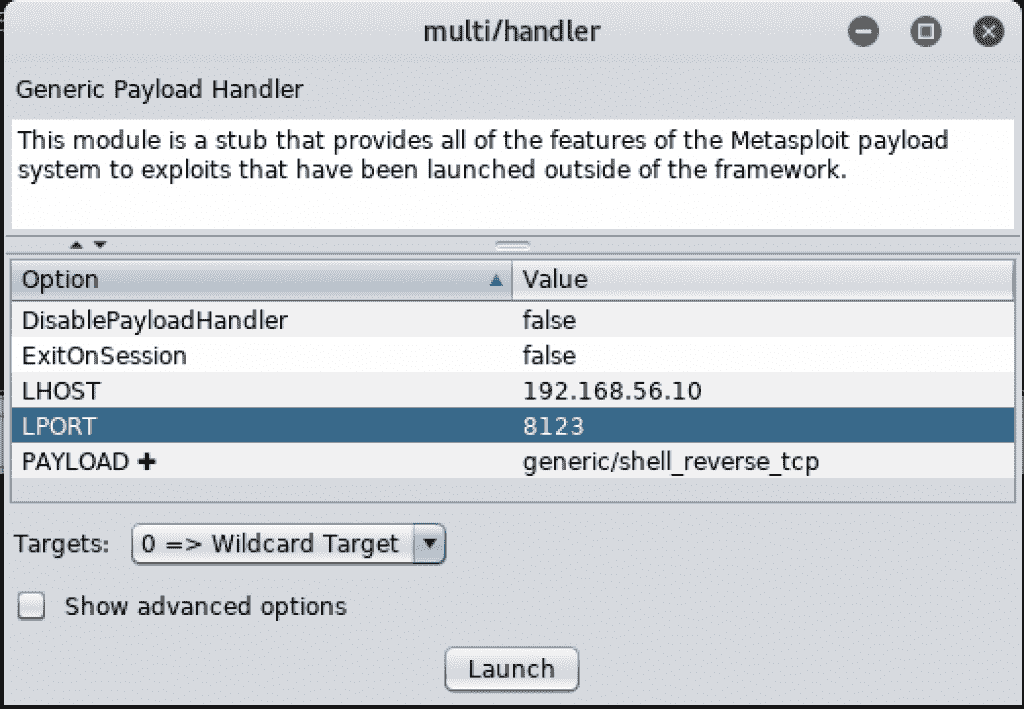 multi/handler
Generic Payload Handler
This module is a stub that provides all of the features of the Metasploit payload
system to exploits that have been launched outside of the framework.
Option Value
DisablePayloadHandler false
ExitOnSession false
LHOST 192.168.56.10
LPORT 8123
PAYLOAD ✚ generic/shell_reverse_tcp
Targets: 0 => Wildcard Target
Show advanced options
Launch